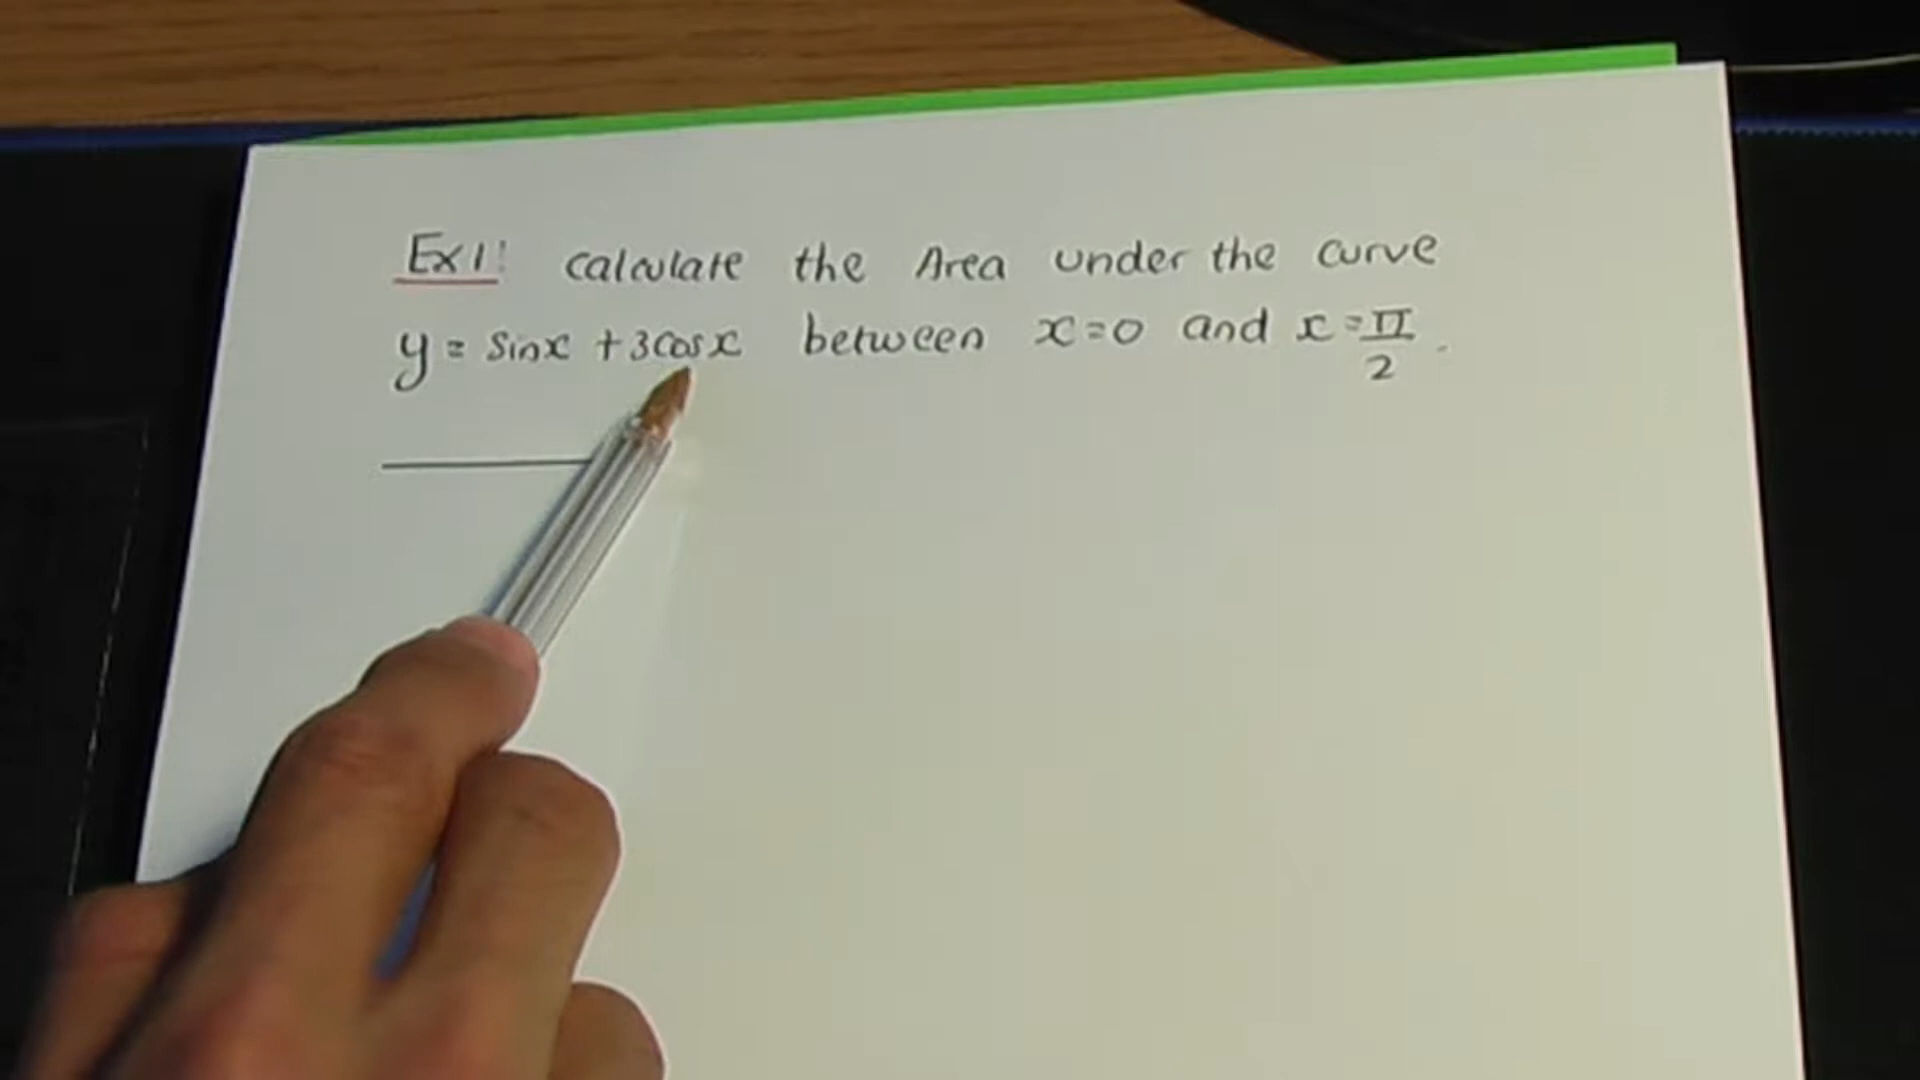 Ex1: calculate the Area under the curve
y = sinx + 3cosx between x=0 and x=π/2.